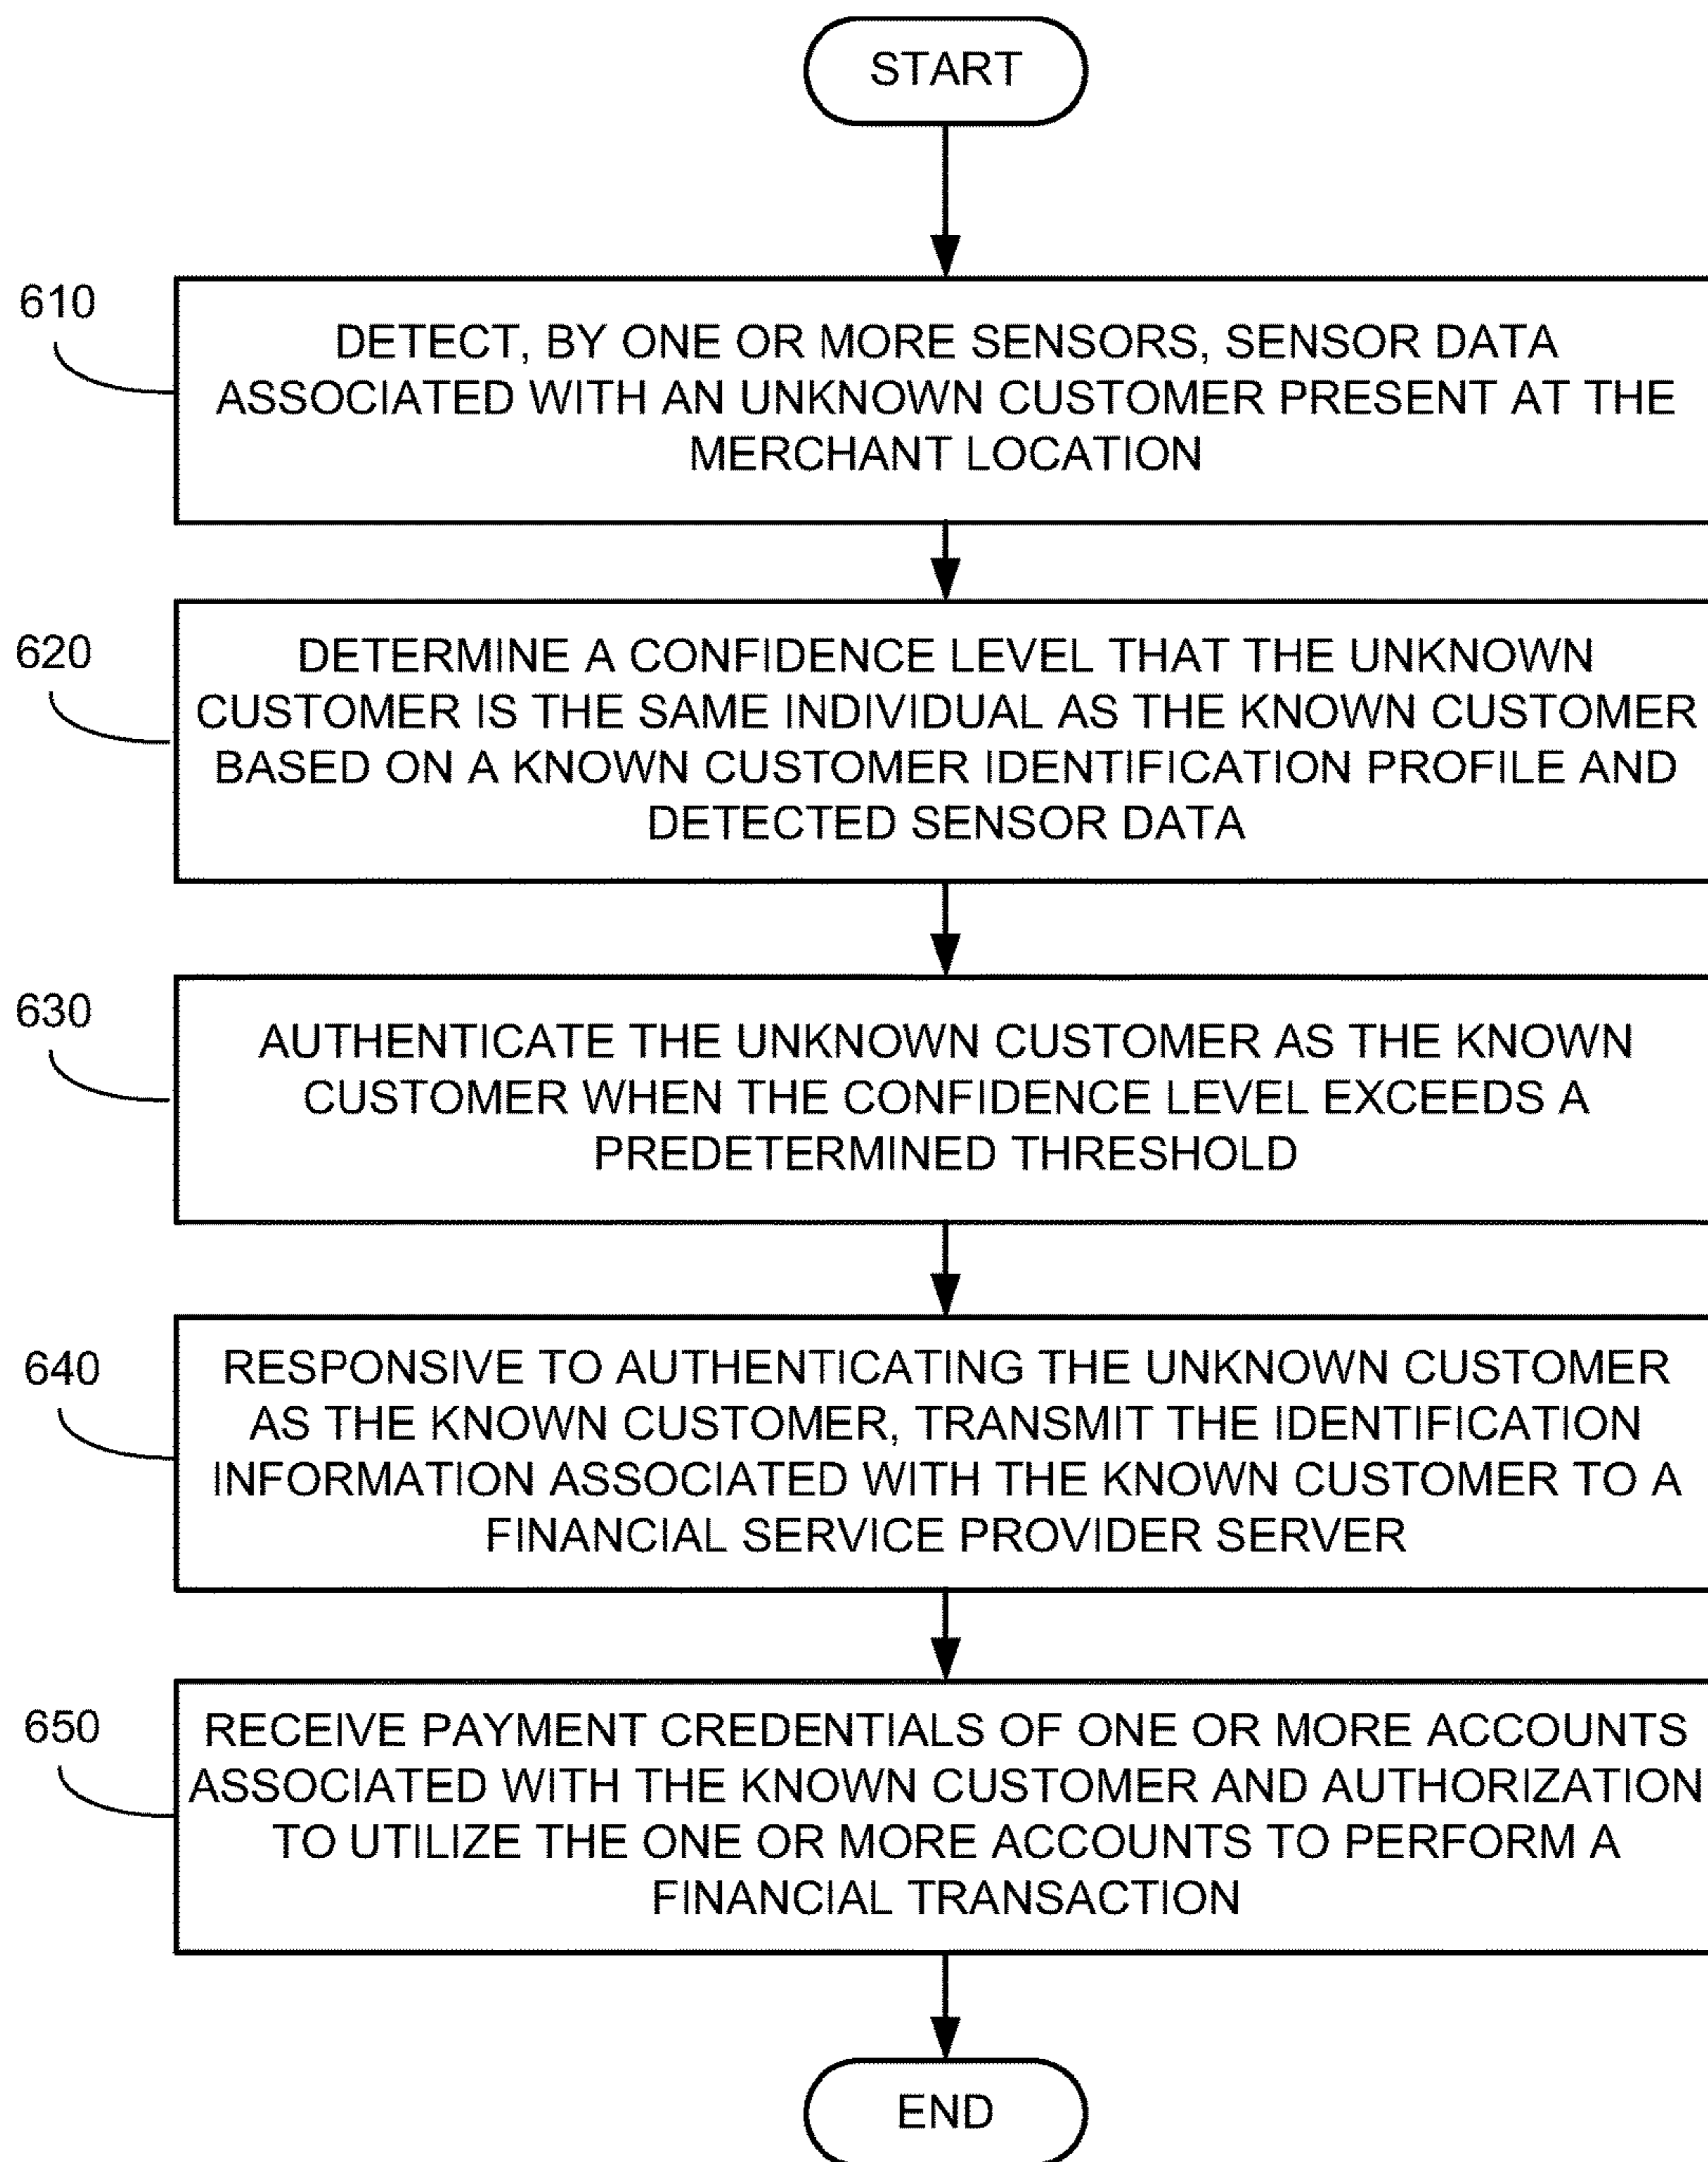 START
610
DETECT, BY ONE OR MORE SENSORS, SENSOR DATA
ASSOCIATED WITH AN UNKNOWN CUSTOMER PRESENT AT THE
MERCHANT LOCATION
620
DETERMINE A CONFIDENCE LEVEL THAT THE UNKNOWN
CUSTOMER IS THE SAME INDIVIDUAL AS THE KNOWN CUSTOMER
BASED ON A KNOWN CUSTOMER IDENTIFICATION PROFILE AND
DETECTED SENSOR DATA
630
AUTHENTICATE THE UNKNOWN CUSTOMER AS THE KNOWN
CUSTOMER WHEN THE CONFIDENCE LEVEL EXCEEDS A
PREDETERMINED THRESHOLD
640
RESPONSIVE TO AUTHENTICATING THE UNKNOWN CUSTOMER
AS THE KNOWN CUSTOMER, TRANSMIT THE IDENTIFICATION
INFORMATION ASSOCIATED WITH THE KNOWN CUSTOMER TO A
FINANCIAL SERVICE PROVIDER SERVER
650
RECEIVE PAYMENT CREDENTIALS OF ONE OR MORE ACCOUNTS
ASSOCIATED WITH THE KNOWN CUSTOMER AND AUTHORIZATION
TO UTILIZE THE ONE OR MORE ACCOUNTS TO PERFORM A
FINANCIAL TRANSACTION
END